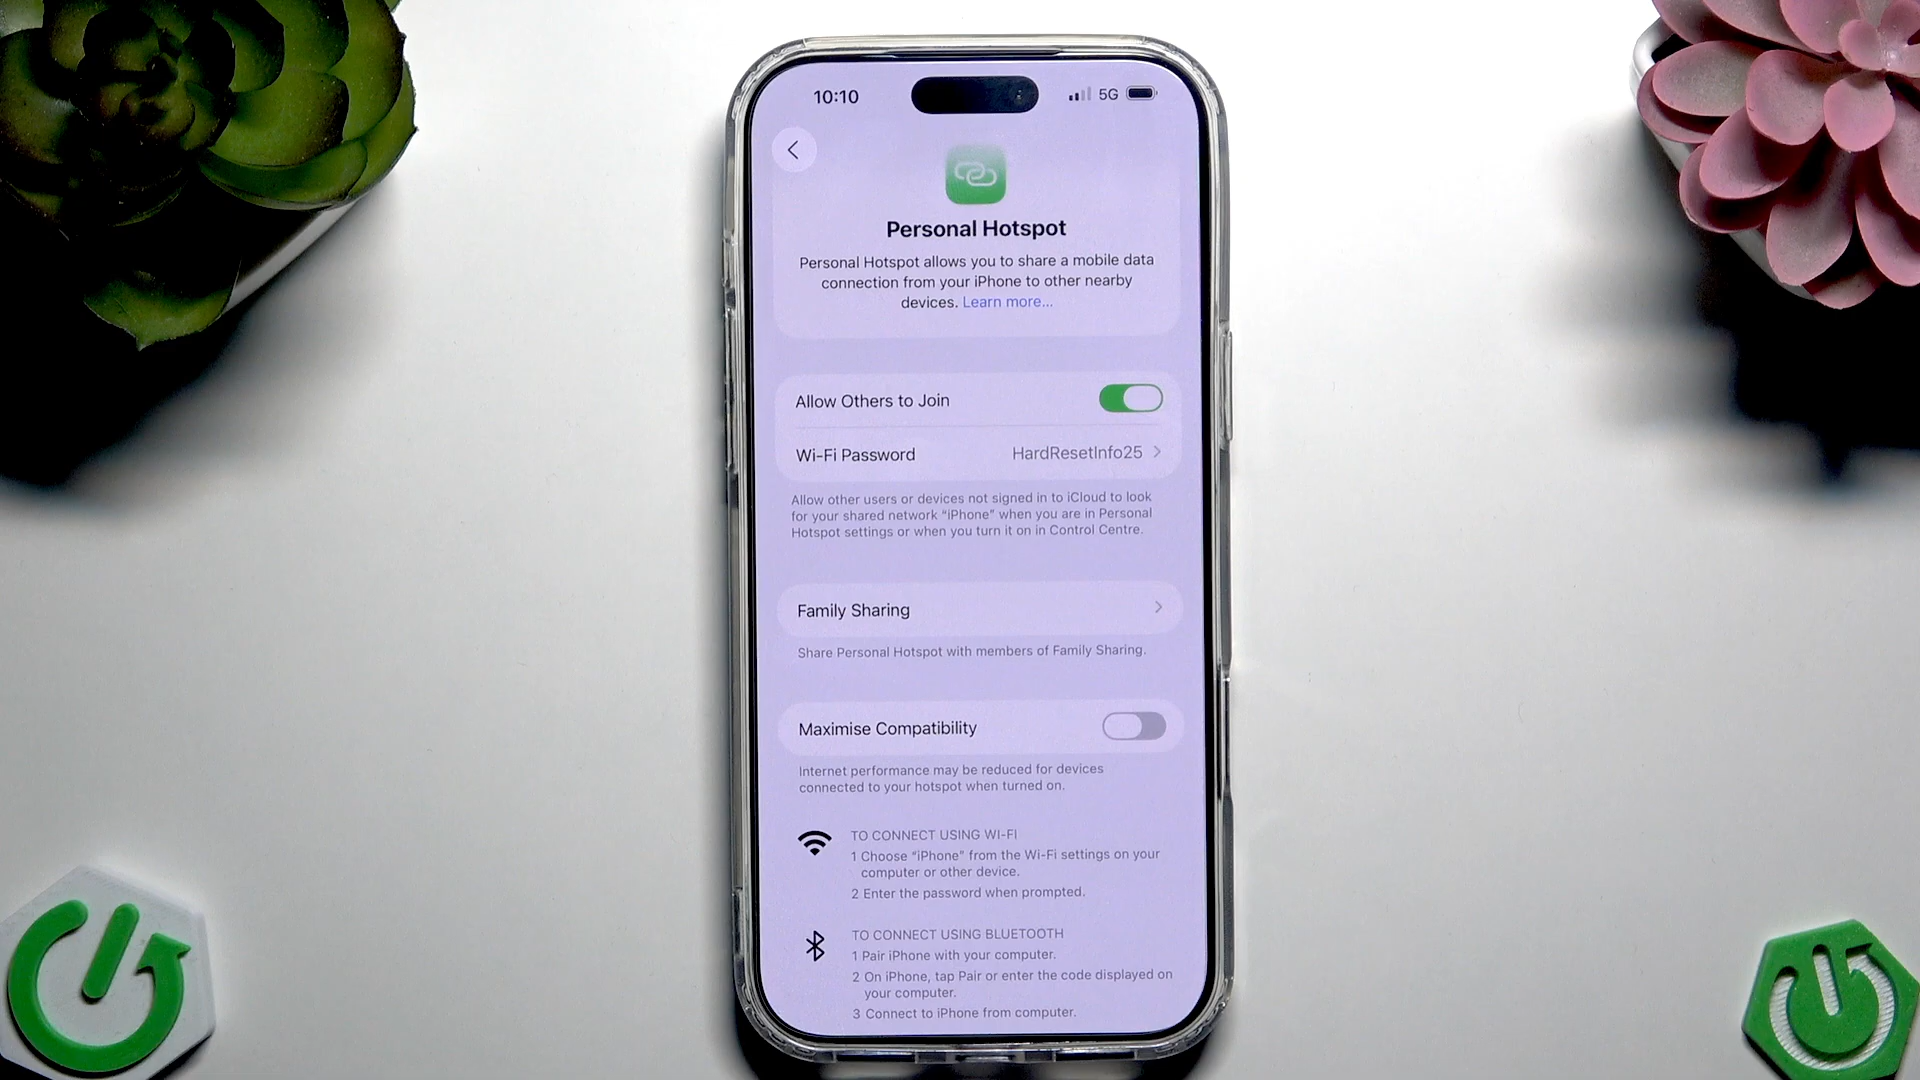 10:10
5G
Personal Hotspot
Personal Hotspot allows you to share a mobile data
connection from your iPhone to other nearby
devices. Learn more...
Allow Others to Join
Wi-Fi Password HardResetInfo25
Allow other users or devices not signed in to iCloud to look
for your shared network “iPhone” when you are in Personal
Hotspot settings or when you turn it on in Control Centre.
Family Sharing
Share Personal Hotspot with members of Family Sharing.
Maximise Compatibility
Internet performance may be reduced for devices
connected to your hotspot when turned on.
TO CONNECT USING WI-FI
1 Choose “iPhone” from the Wi-Fi settings on your
computer or other device.
2 Enter the password when prompted.
TO CONNECT USING BLUETOOTH
1 Pair iPhone with your computer.
2 On iPhone, tap Pair or enter the code displayed on
your computer.
3 Connect to iPhone from computer.